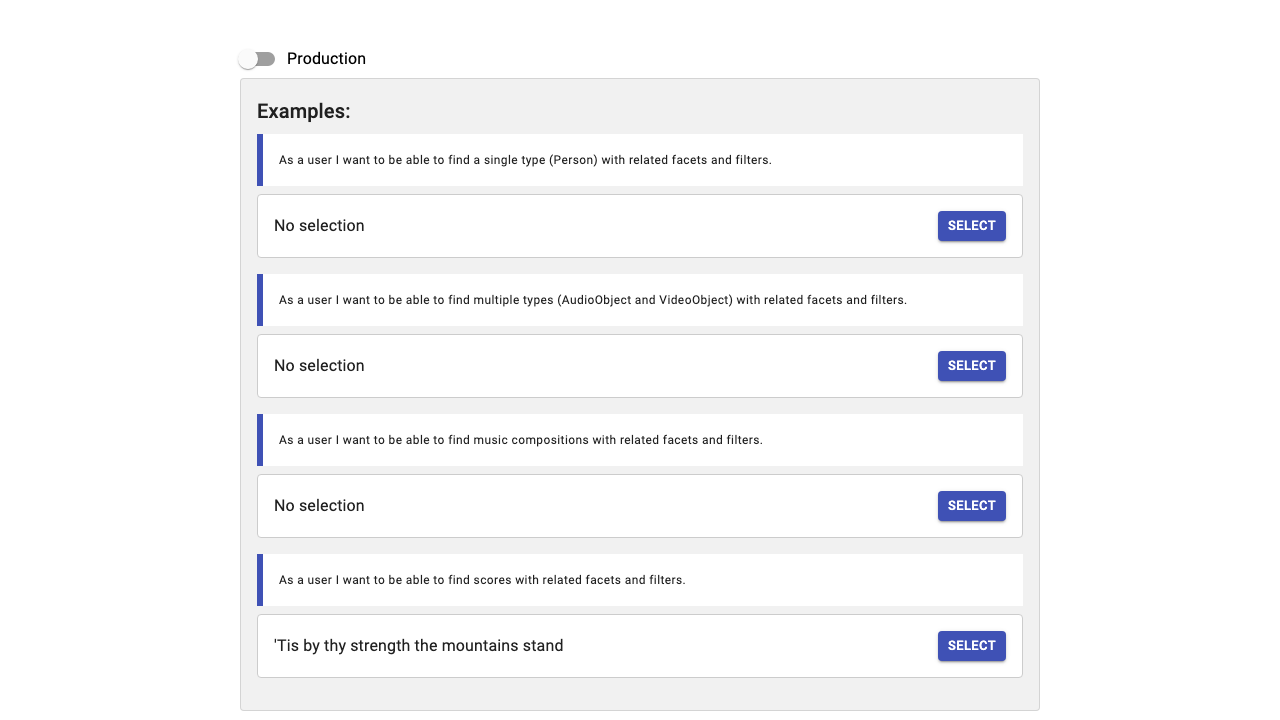 Production
Examples:
As a user I want to be able to find a single type (Person) with related facets and filters.
No selection
SELECT
As a user I want to be able to find multiple types (AudioObject and VideoObject) with related facets and filters.
No selection
SELECT
As a user I want to be able to find music compositions with related facets and filters.
No selection
SELECT
As a user I want to be able to find scores with related facets and filters.
'Tis by thy strength the mountains stand
SELECT